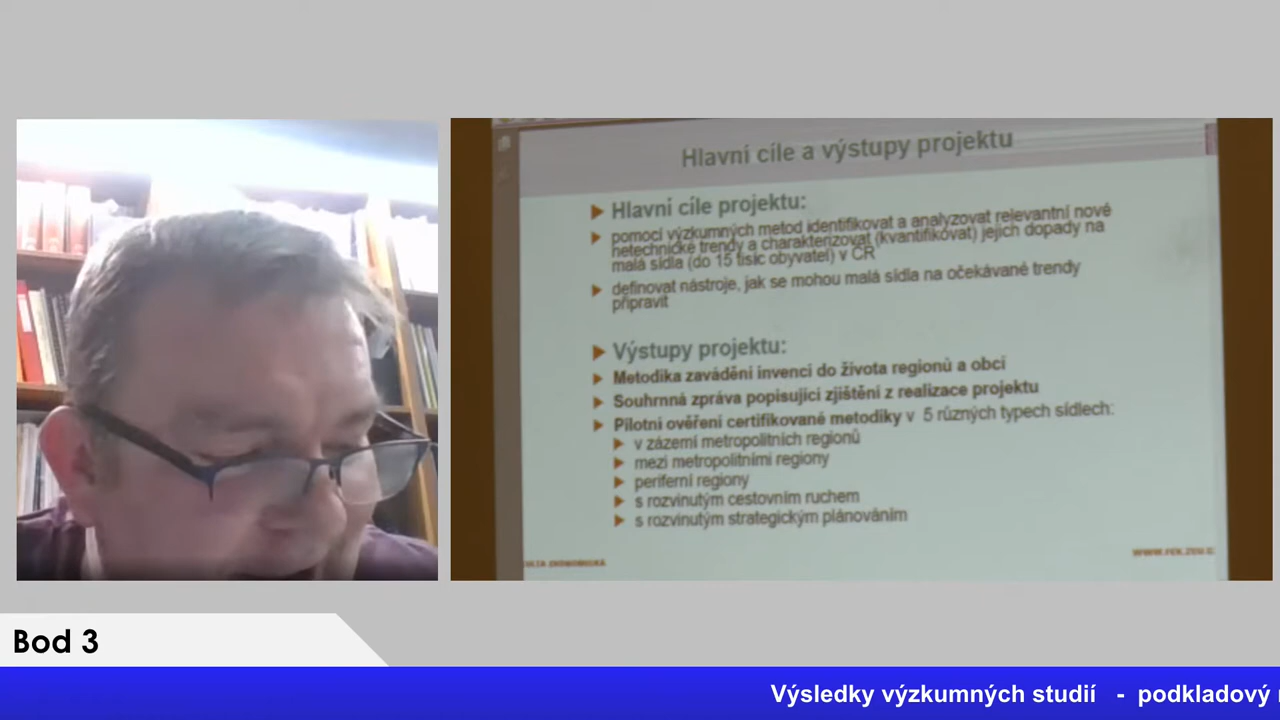 Hlavní cíle a výstupy projektu
Hlavní cíle projektu:
pomocí výzkumných metod identifikovat a analyzovat relevantní nové
netechnické trendy a charakterizovat (kvantifikovat) jejich dopady na
malá sídla (do 15 tisíc obyvatel) v ČR
definovat nástroje, jak se mohou malá sídla na očekávané trendy
připravit
Výstupy projektu:
Metodika zavádění invencí do života regionů a obcí
Souhrnná zpráva popisující zjištění z realizace projektu
Pilotní ověření certifikované metodiky v 5 různých typech sídlech:
v zázemí metropolitních regionů
mezi metropolitními regiony
periferní regiony
s rozvinutým cestovním ruchem
s rozvinutým strategickým plánováním
EKONOMICKÁ
WWW.FEK.ZCU.C
Bod 3
Výsledky výzkumných studií - podkladový